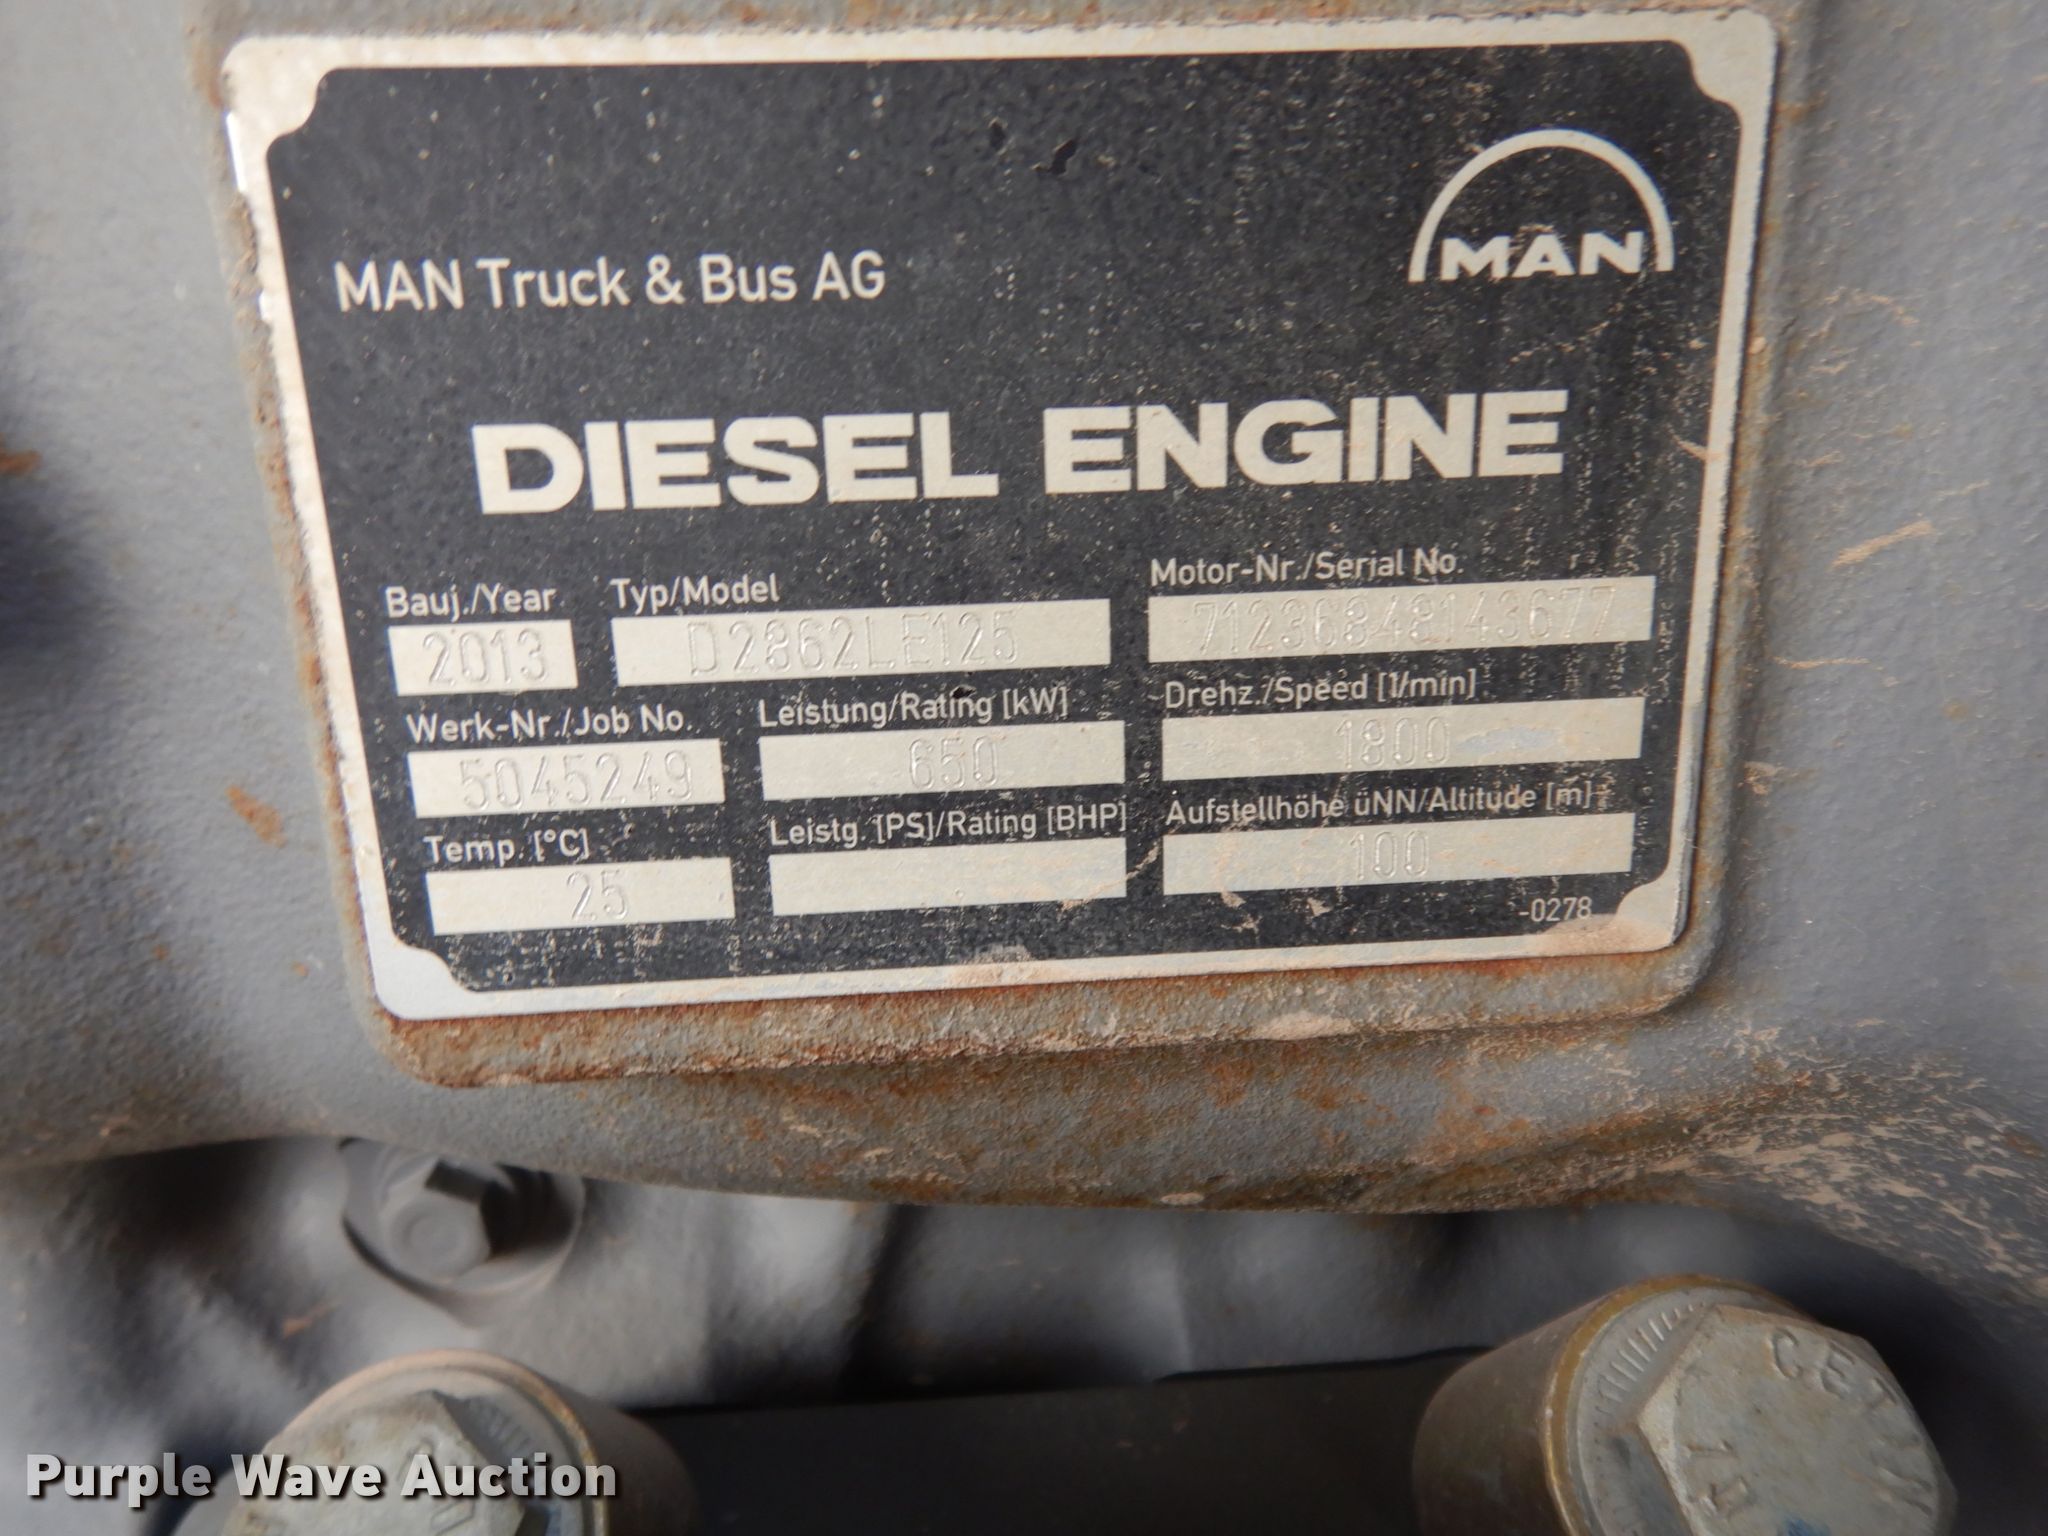 MAN
MAN Truck & Bus AG
DIESEL ENGINE
Bauj./Year Typ/Model Motor-Nr./Serial No.
2013 D2862LE125 71236848143677
Werk-Nr./Job No. Leistung/Rating [kW] Drehz./Speed [1/min]
5045249 650 1800
Temp. [°C] Leistg. [PS]/Rating [BHP] Aufstellhöhe üNN/Altitude [m]
25 100
-0278
Purple Wave Auction